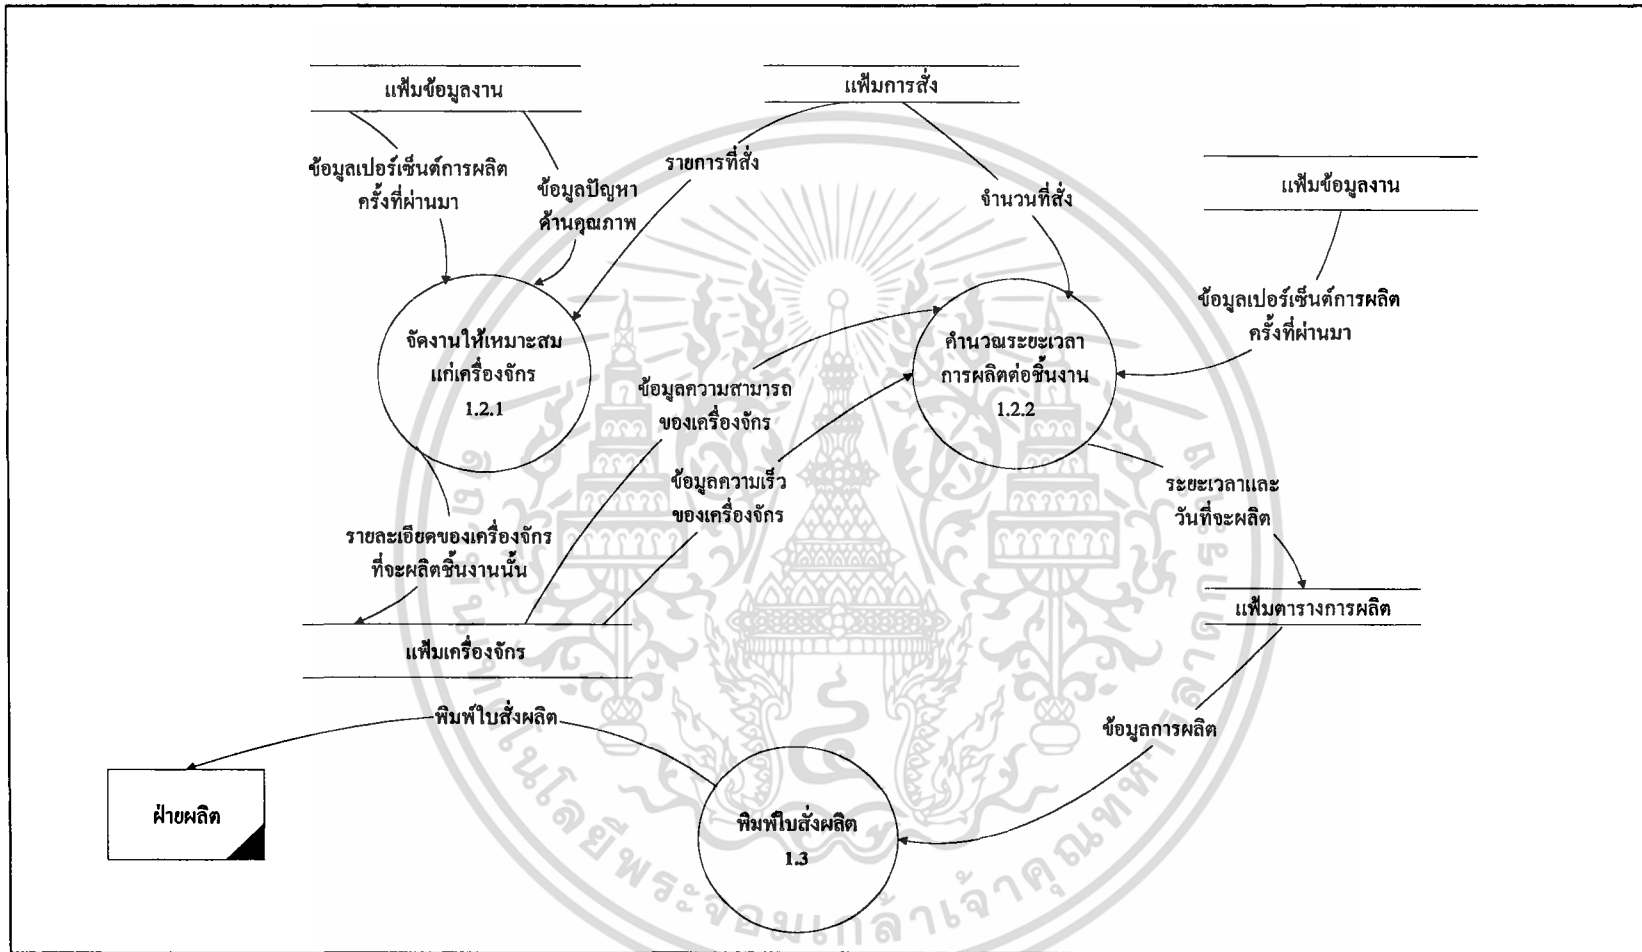 แฟ้มข้อมูลงาน
แฟ้มการสั่ง
ข้อมูลเปอร์เซ็นต์การผลิต
ครั้งที่ผ่านมา
ข้อมูลปัญหา
ด้านคุณภาพ
รายการที่สั่ง
จำนวนที่สั่ง
แฟ้มข้อมูลงาน
ข้อมูลเปอร์เซ็นต์การผลิต
ครั้งที่ผ่านมา
จัดงานให้เหมาะสม
แก่เครื่องจักร
1.2.1
คำนวณระยะเวลา
การผลิตต่อชิ้นงาน
1.2.2
ข้อมูลความสามารถ
ของเครื่องจักร
ข้อมูลความเร็ว
ของเครื่องจักร
ระยะเวลาและ
วันที่จะผลิต
รายละเอียดของเครื่องจักร
ที่จะผลิตชิ้นงานนั้น
แฟ้มตารางการผลิต
แฟ้มเครื่องจักร
พิมพ์ใบสั่งผลิต
ข้อมูลการผลิต
ฝ่ายผลิต
พิมพ์ใบสั่งผลิต
1.3